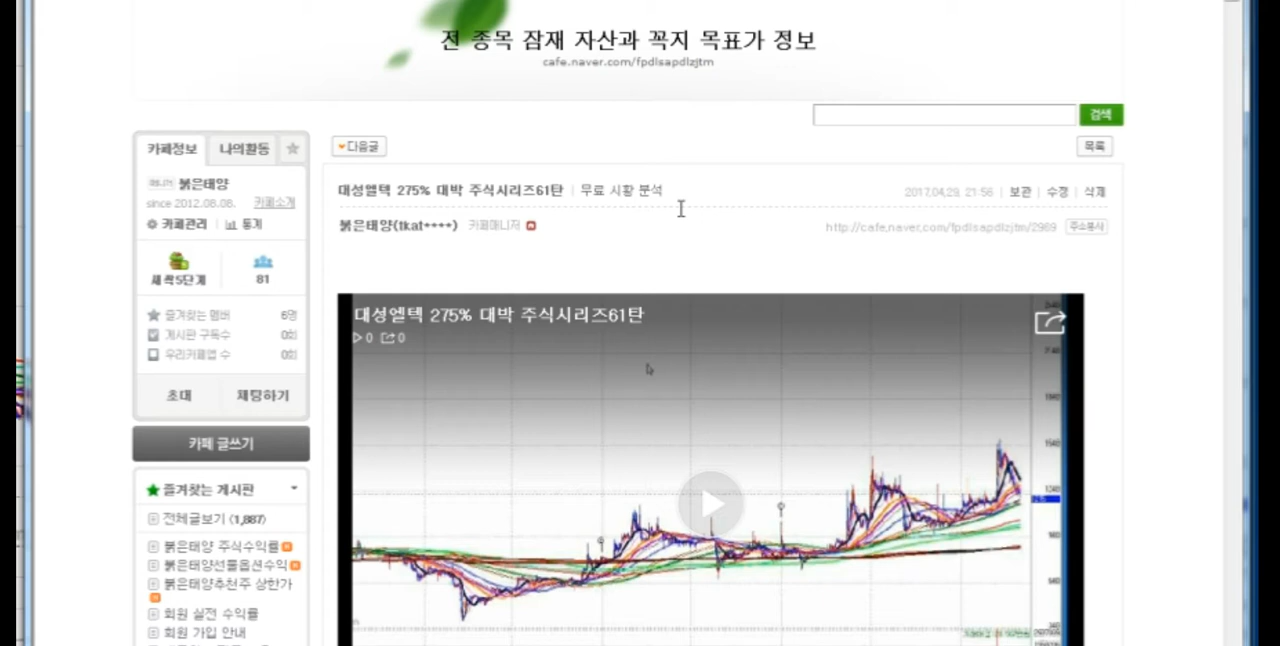 전 종목 잠재 자산과 꼭지 목표가 정보
cafe.naver.com/fpdlsapdlzjtm
검색
카페정보 나의활동
다음글 목록
매니저 붉은태양
since 2012.08.08. 카페소개
카페관리 통계
새싹5단계 81
즐겨찾는 멤버 6명
게시판 구독수 0회
우리카페앱 수 0회
초대 채팅하기
카페 글쓰기
즐겨찾는 게시판
전체글보기 (1,887)
붉은태양 주식수익률
붉은태양선물옵션수익
붉은태양추천주 상한가
회원 실전 수익률
회원 가입 안내
대성엘텍 275% 대박 주식시리즈61탄 | 무료 시황 분석
2017.04.29. 21:56 | 보관 | 수정 | 삭제
붉은태양(tkat****) 카페매니저
http://cafe.naver.com/fpdlsapdlzjtm/2969 주소복사
대성엘텍 275% 대박 주식시리즈61탄
0 0